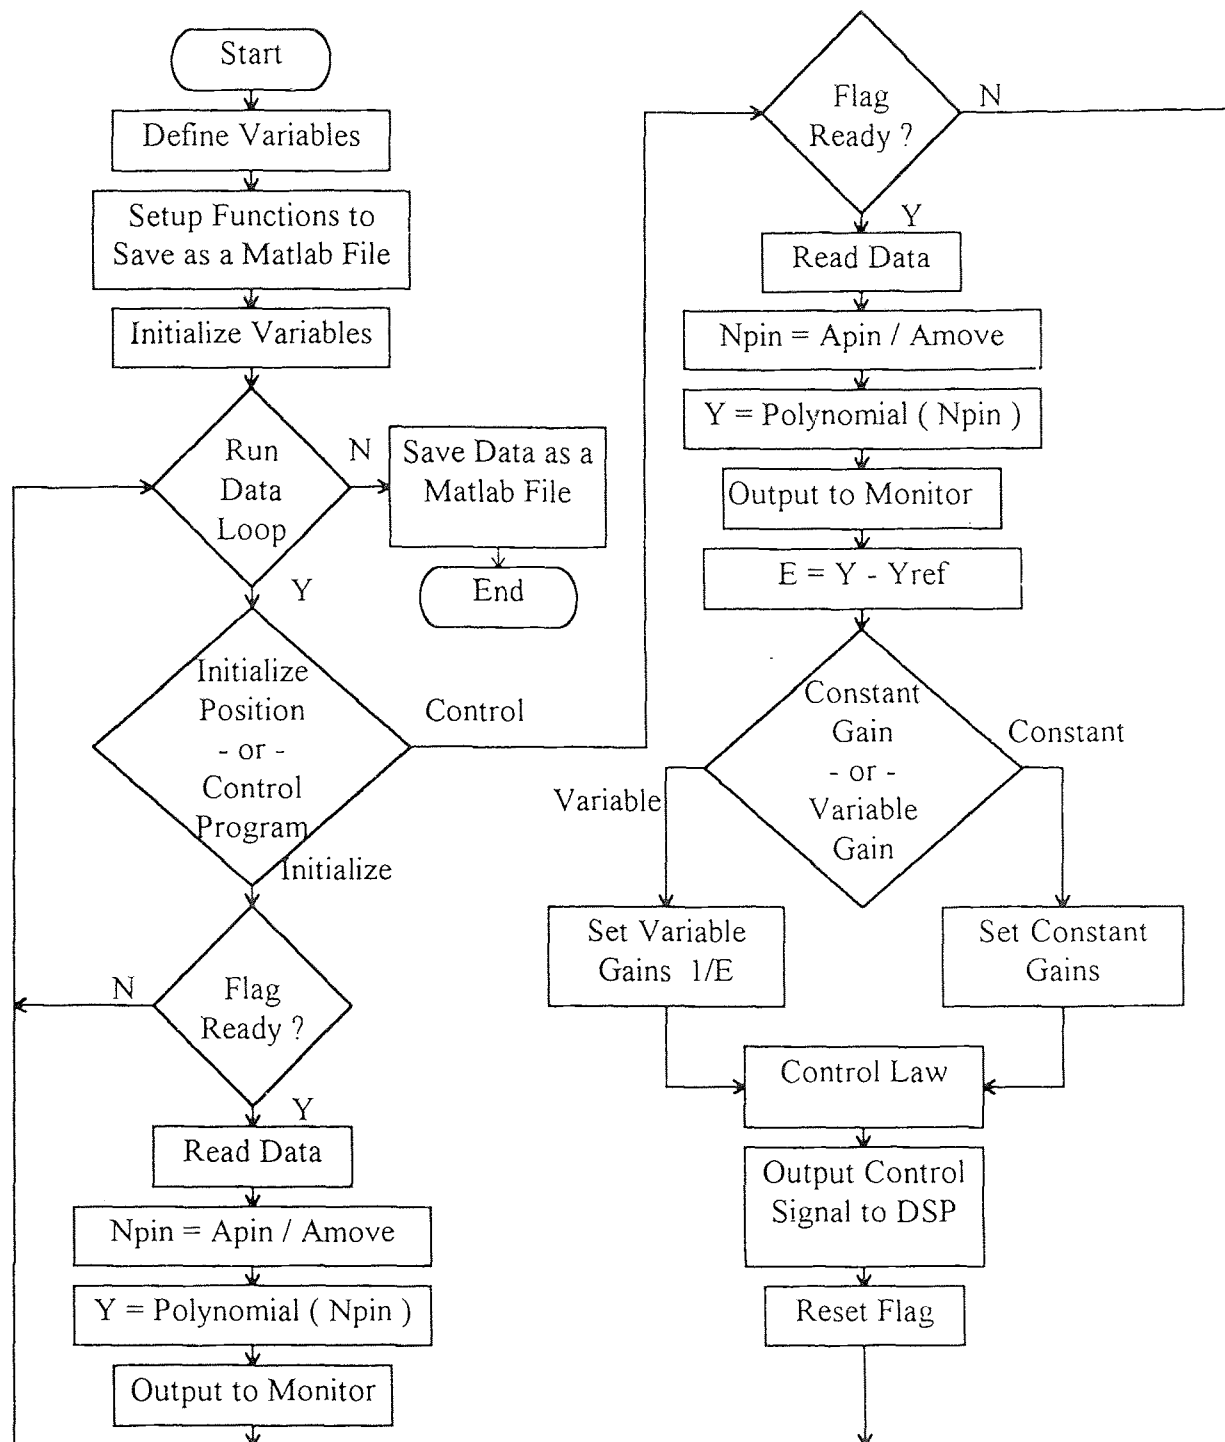 Start
Define Variables
Setup Functions to
Save as a Matlab File
Initialize Variables
Run
Data
Loop
N
Save Data as a
Matlab File
End
Y
Initialize
Position
- or -
Control
Program
Control
Initialize
Flag
Ready ?
N
Y
Read Data
Npin = Apin / Amove
Y = Polynomial ( Npin )
Output to Monitor
Flag
Ready ?
N
Y
Read Data
Npin = Apin / Amove
Y = Polynomial ( Npin )
Output to Monitor
E = Y - Yref
Constant
Gain
- or -
Variable
Gain
Variable
Constant
Set Variable
Gains 1/E
Set Constant
Gains
Control Law
Output Control
Signal to DSP
Reset Flag